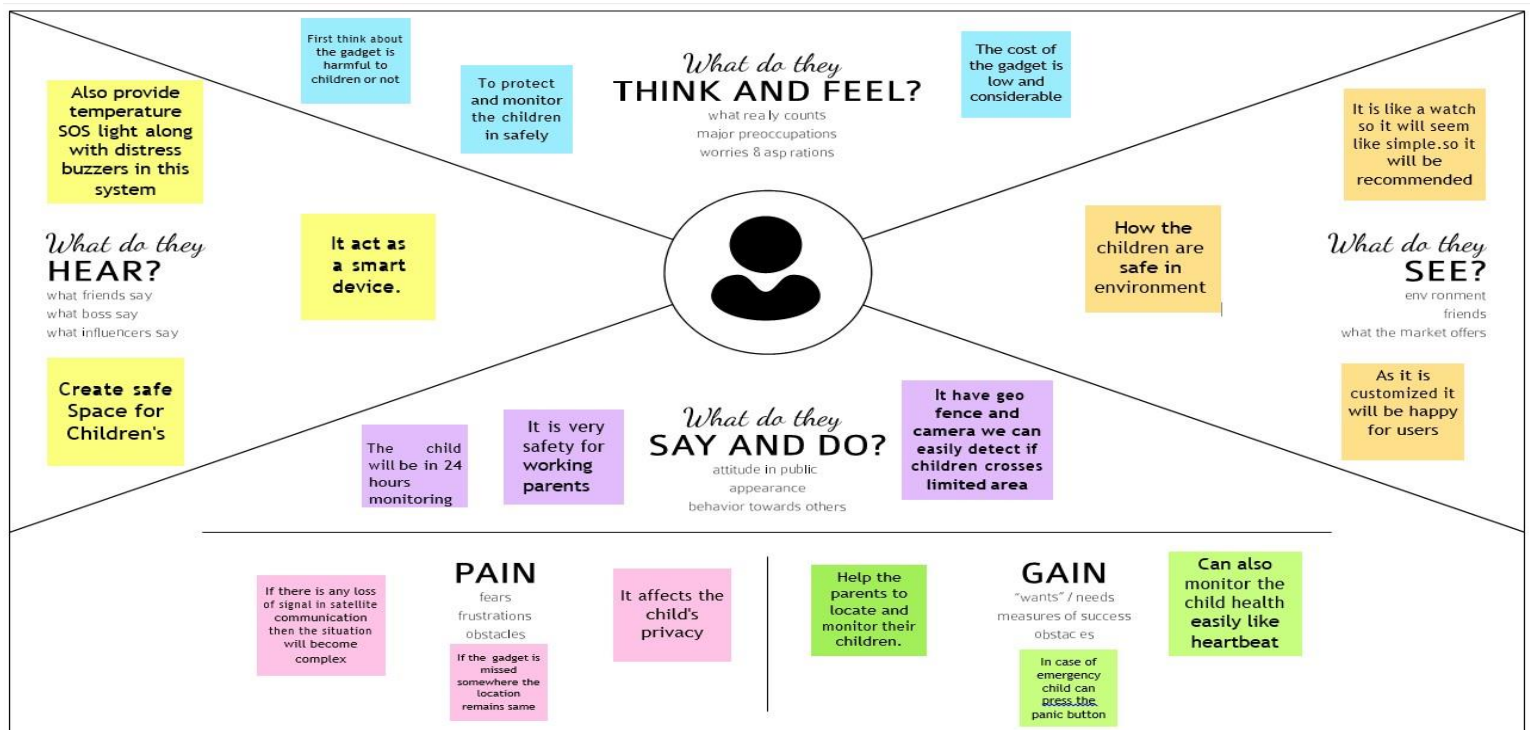 First think about
the gadget is
harmful to
children or not
To protect
and monitor
the children
in safely
What do they
THINK AND FEEL?
what really counts
major preoccupations
worries & asp rations
The cost of
the gadget is
low and
considerable
Also provide
temperature
SOS light along
with distress
buzzers in this
system
What do they
HEAR?
what friends say
what boss say
what influencers say
It act as
a smart
device.
Create safe
Space for
Children's
How the
children are
safe in
environment
It is like a watch
so it will seem
like simple.so it
will be
recommended
What do they
SEE?
env ronment
friends
what the market offers
As it is
customized it
will be happy
for users
The child
will be in 24
hours
monitoring
It is very
safety for
working
parents
What do they
SAY AND DO?
attitude in public
appearance
behavior towards others
It have geo
fence and
camera we can
easily detect if
children crosses
limited area
If there is any loss
of signal in satellite
communication
then the situation
will become
complex
PAIN
fears
frustrations
obstacles
If the gadget is
missed
somewhere the
location
remains same
It affects the
child's
privacy
Help the
parents to
locate and
monitor their
children.
GAIN
"wants" / needs
measures of success
obstac es
In case of
emergency
child can
press the
panic button
Can also
monitor the
child health
easily like
heartbeat